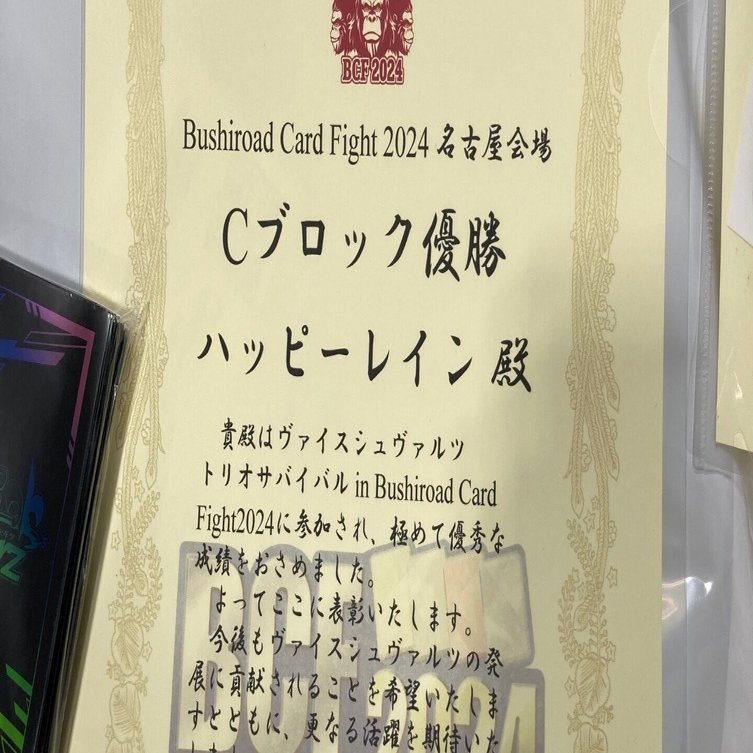 BCF 2024
Bushiroad Card Fight 2024 名古屋会場
Cブロック優勝
ハッピーレイン 殿
貴殿はヴァイスシュヴァルツ
トリオサバイバル in Bushiroad Card
Fight2024に参加され、極めて優秀な
成績をおさめました。
よってここに表彰いたします。
今後もヴァイスシュヴァルツの発
展に貢献されることを希望いたしま
すとともに、更なる活躍を期待いた
BCF
2024